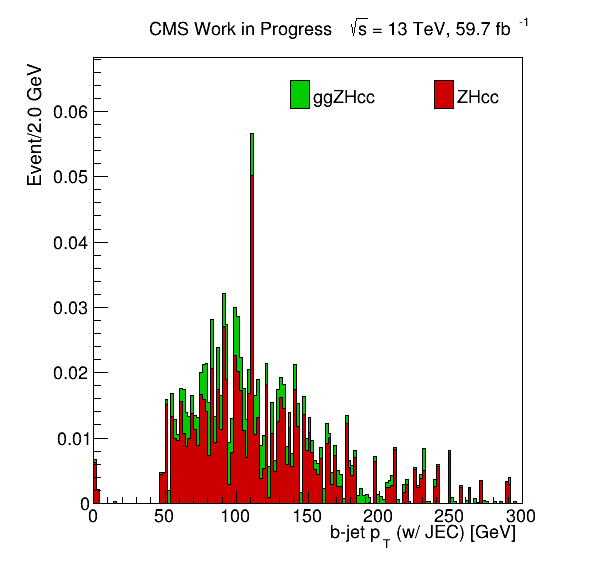 CMS Work in Progress √s = 13 TeV, 59.7 fb⁻¹
Event/2.0 GeV
ggZHcc ZHcc
0.06
0.05
0.04
0.03
0.02
0.01
0
0 50 100 150 200 250 300
b-jet p_T (w/ JEC) [GeV]